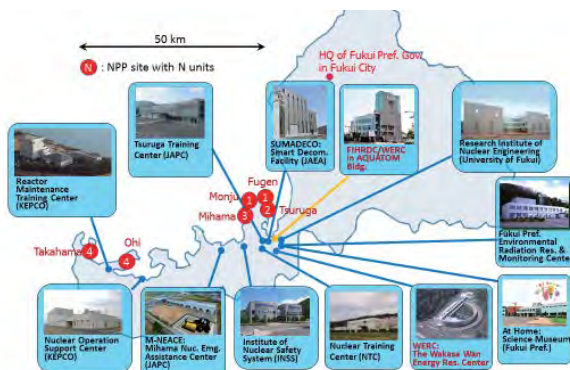 50 km
N : NPP site with N units
HQ of Fukui Pref. Gov.
in Fukui City
Tsuruga Training
Center (JAPC)
SUMADECO:
Smart Decom.
Facility (JAEA)
FIHRDC/WERC
in AQUATOM
Bldg.
Research Institute of
Nuclear Engineering
(University of Fukui)
Reactor
Maintenance
Training Center
(KEPCO)
Fugen
Monju 1 1
Mihama 3 2 Tsuruga
Fukui Pref.
Environmental
Radiation Res. &
Monitoring Center
Takahama 4
Ohi
4
Nuclear Operation
Support Center
(KEPCO)
M-NEACE: Mihama
Nuc. Eng.
Assistance Center
(JAPC)
Institute of
Nuclear Safety
System (INSS)
Nuclear Training
Center (NTC)
WERC:
The Wakasa Wan
Energy Res. Center
At Home:
Science Museum
(Fukui Pref.)